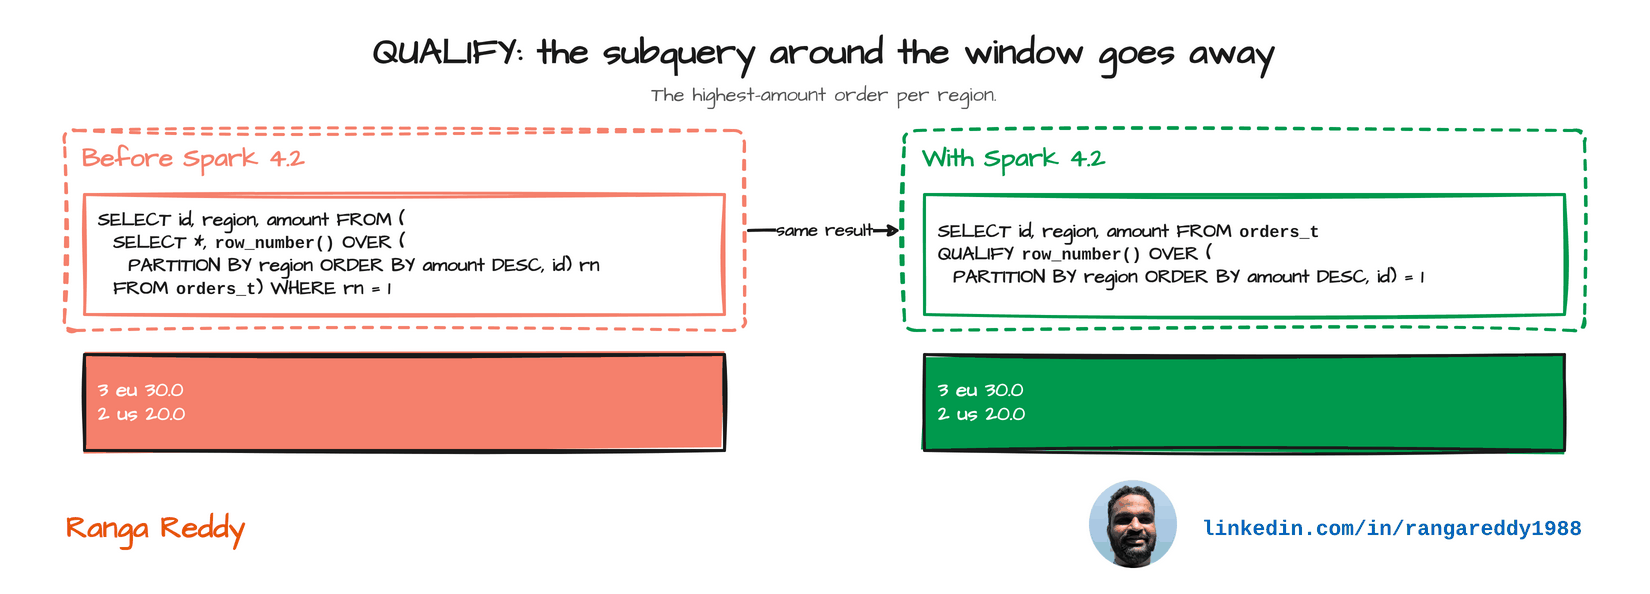 QUALIFY: the subquery around the window goes away
The highest-amount order per region.
Before Spark 4.2
SELECT id, region, amount FROM (
SELECT *, row_number() OVER (
PARTITION BY region ORDER BY amount DESC, id) rn
FROM orders_t) WHERE rn = 1
same result
With Spark 4.2
SELECT id, region, amount FROM orders_t
QUALIFY row_number() OVER (
PARTITION BY region ORDER BY amount DESC, id) = 1
3 eu 30.0
2 us 20.0
3 eu 30.0
2 us 20.0
Ranga Reddy
linkedin.com/in/rangareddy1988